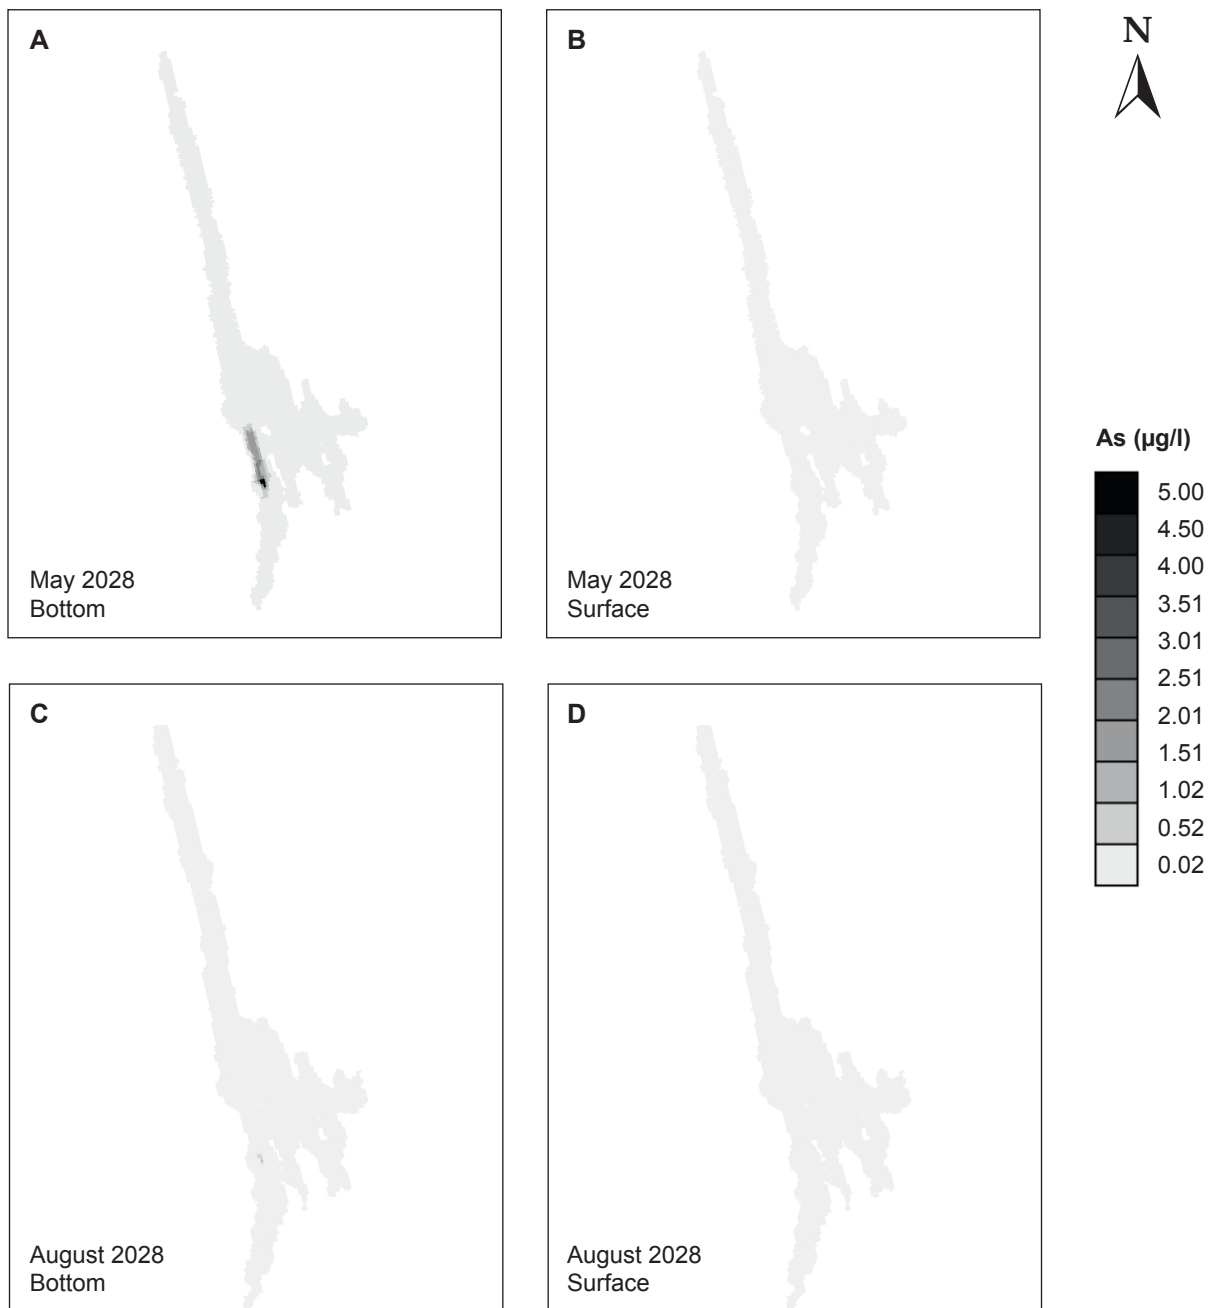 A
May 2028
Bottom
B
May 2028
Surface
N
As (µg/l)
5.00
4.50
4.00
3.51
3.01
2.51
2.01
1.51
1.02
0.52
0.02
C
August 2028
Bottom
D
August 2028
Surface